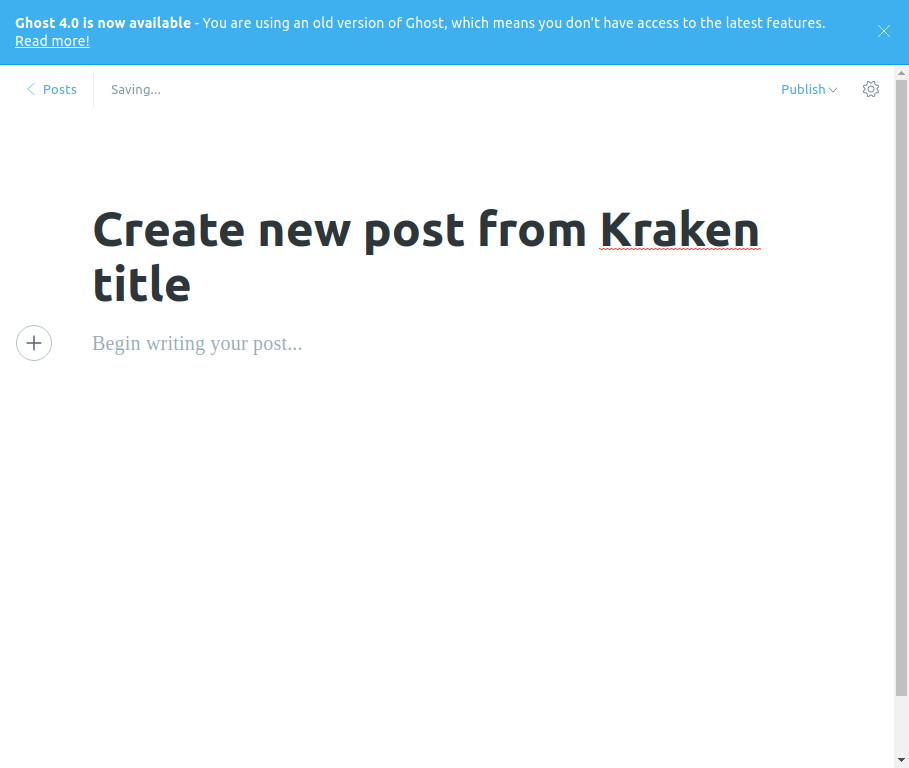 Ghost 4.0 is now available - You are using an old version of Ghost, which means you don't have access to the latest features.
Read more!
Posts
Saving...
Publish
Create new post from Kraken
title
Begin writing your post...